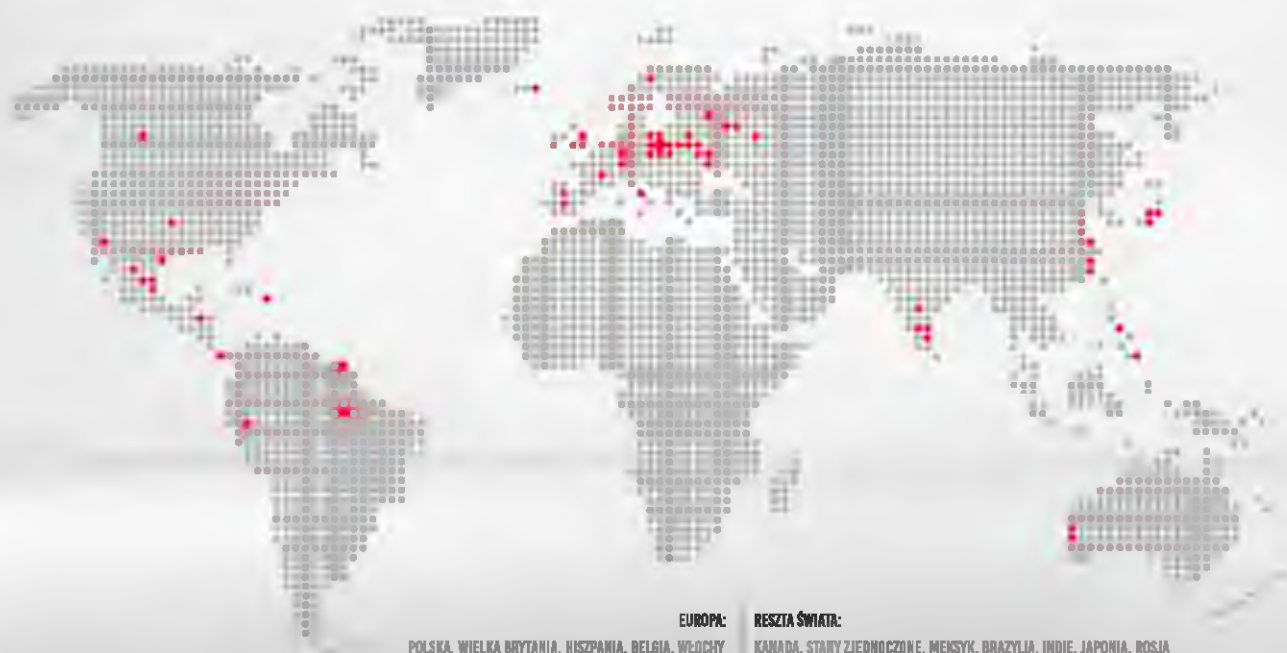 EUROPA:
POLSKA, WIELKA BRYTANIA, HISZPANIA, BELGIA, WŁOCHY
RESZTA ŚWIATA:
KANADA, STANY ZJEDNOCZONE, MEKSYK, BRAZYLIA, INDIE, JAPONIA, ROSJA